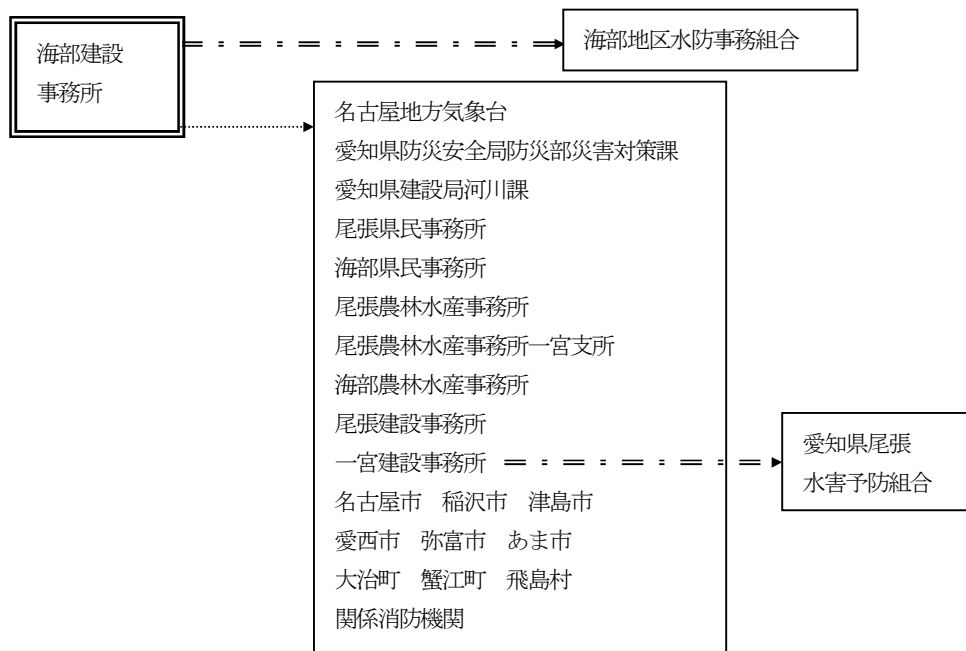 海部建設
事務所
海部地区水防事務組合
名古屋地方気象台
愛知県防災安全局防災部災害対策課
愛知県建設局河川課
尾張県民事務所
海部県民事務所
尾張農林水産事務所
尾張農林水産事務所一宮支所
海部農林水産事務所
尾張建設事務所
一宮建設事務所
愛知県尾張
水害予防組合
名古屋市　稲沢市　津島市
愛西市　弥富市　あま市
大治町　蟹江町　飛島村
関係消防機関